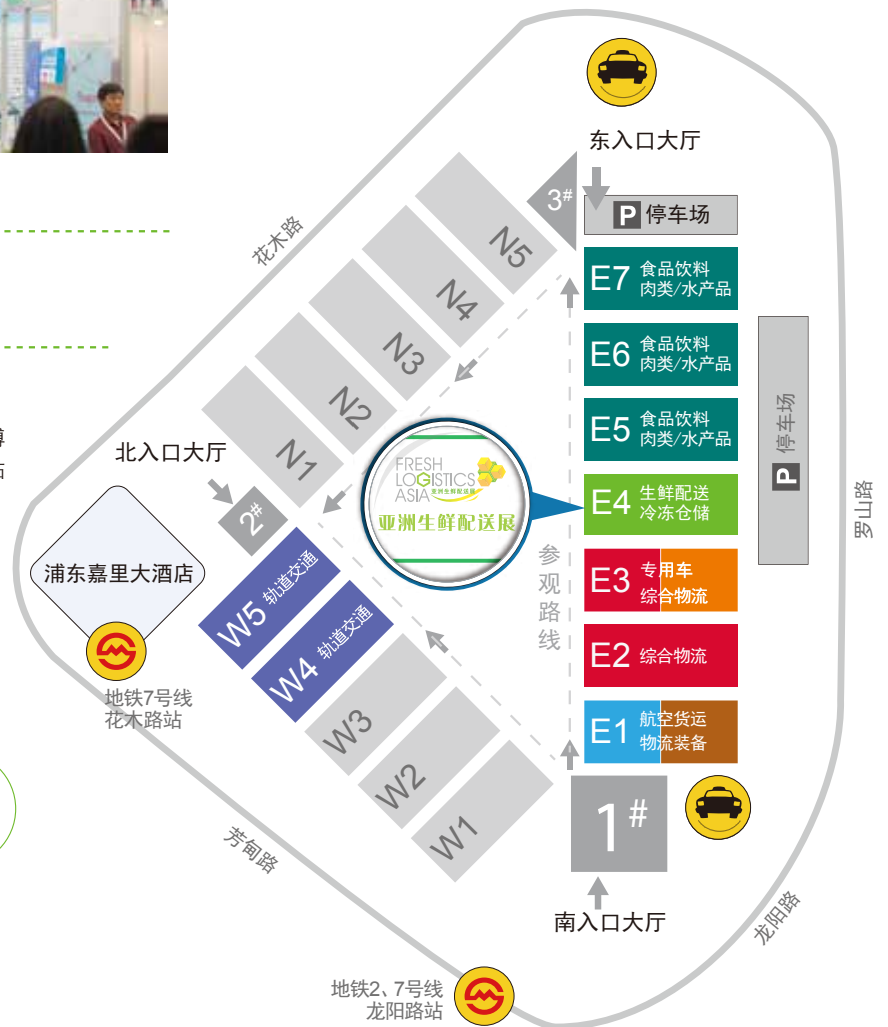 东入口大厅
3#
P 停车场
花木路
N5
N4
N3
N2
N1
E7 食品饮料
肉类/水产品
E6 食品饮料
肉类/水产品
E5 食品饮料
肉类/水产品
E4 生鲜配送
冷冻仓储
E3 专用车
综合物流
E2 综合物流
E1 航空货运
物流装备
P 停车场
罗山路
FRESH
LOGISTICS
ASIA 亚洲生鲜配送展
亚洲生鲜配送展
参观路线
北入口大厅
2#
浦东嘉里大酒店
地铁7号线
花木路站
W5 轨道交通
W4 轨道交通
W3
W2
W1
1#
南入口大厅
芳甸路
龙阳路
地铁2、7号线
龙阳路站